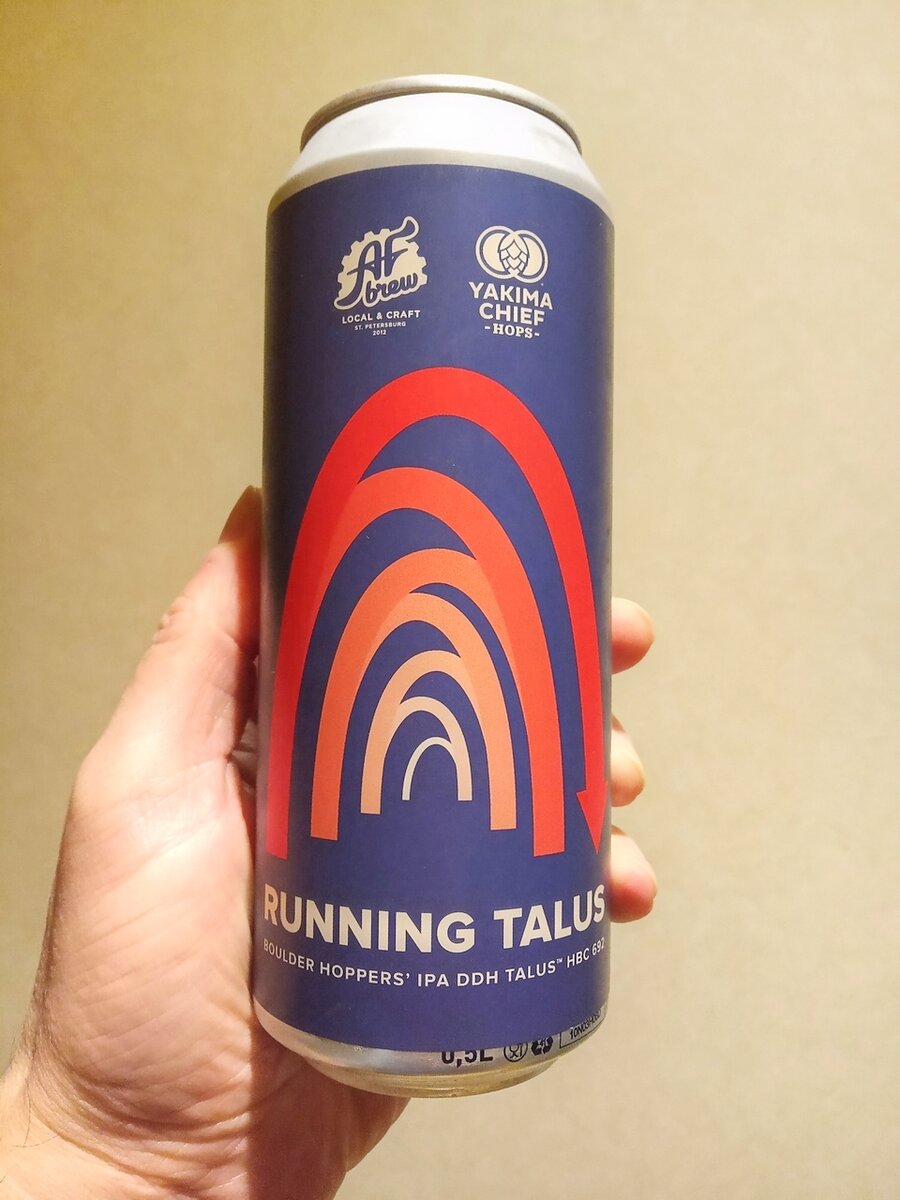 AF
brew
LOCAL & CRAFT
ST. PETERSBURG
2012
YAKIMA
CHIEF
-HOPS-
RUNNING TALUS
BOULDER HOPPERS' IPA DDH TALUS™ HBC 692
0,5L